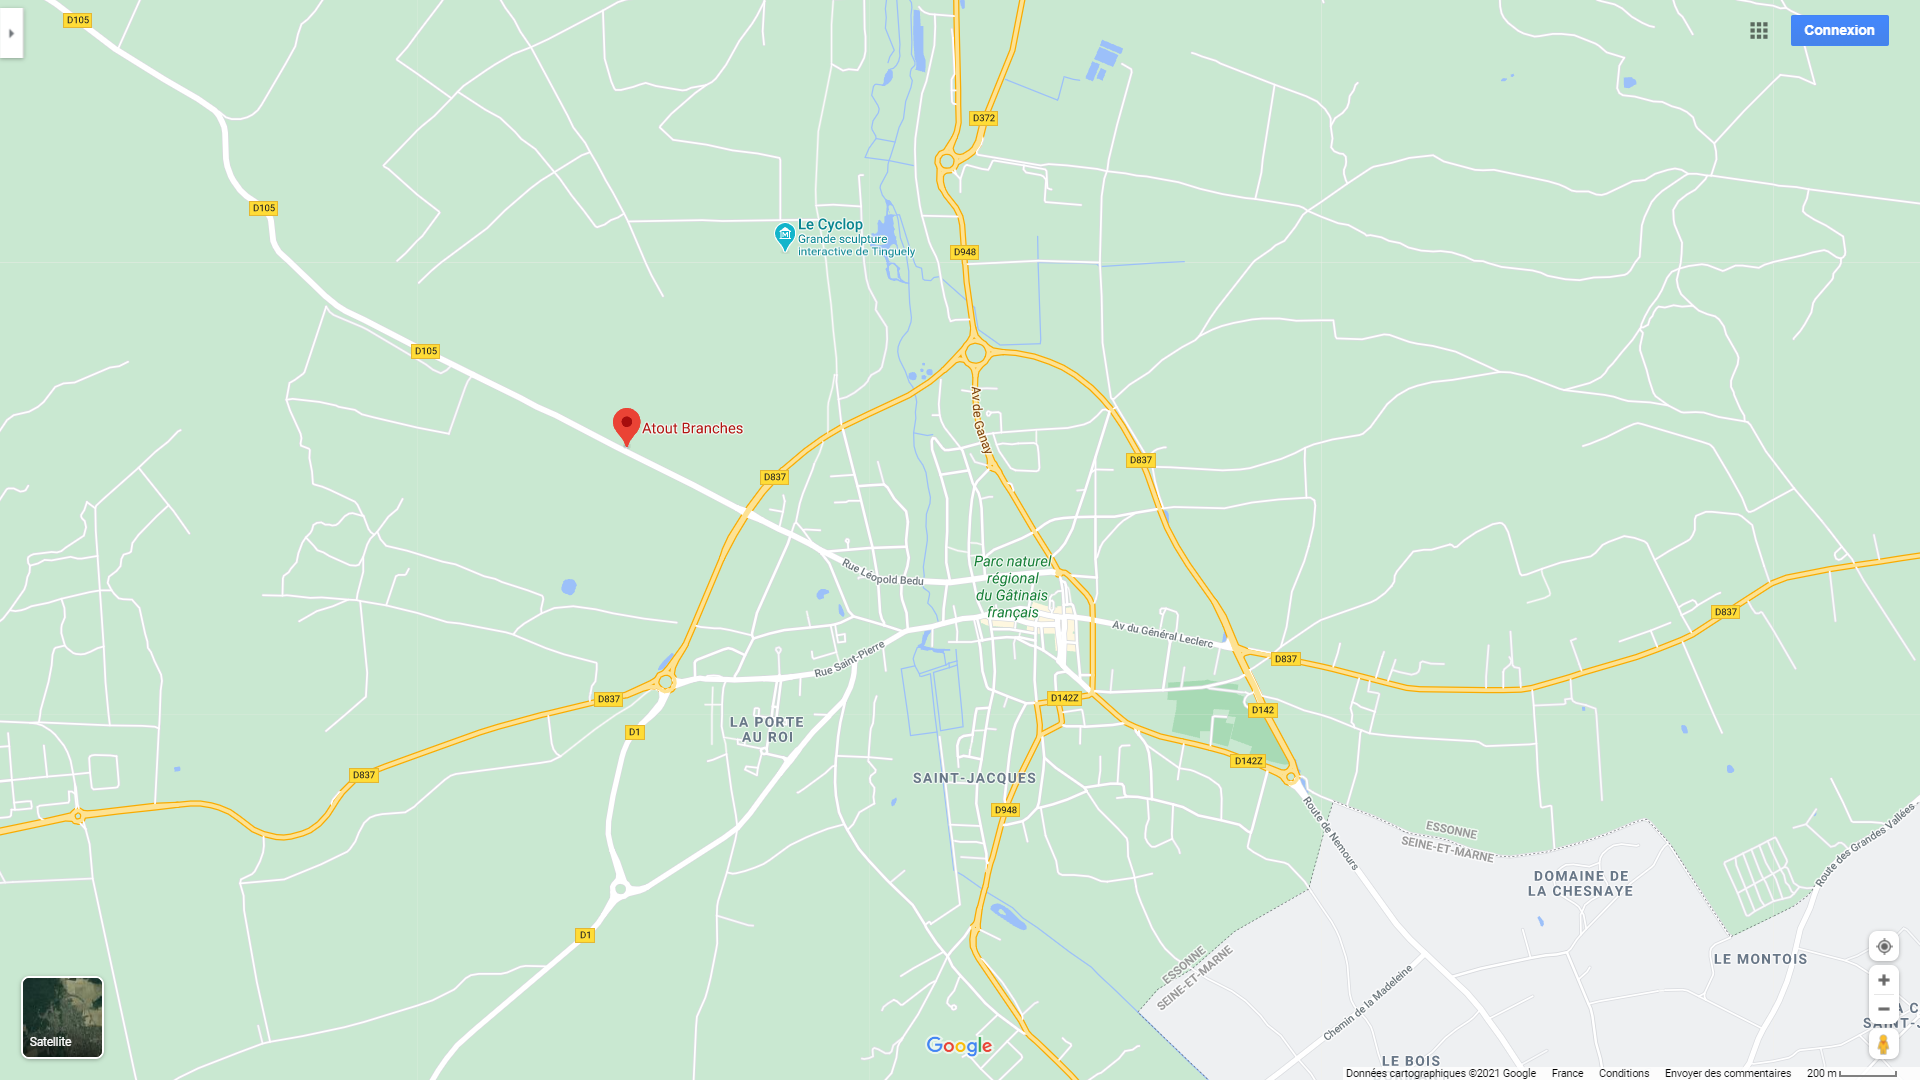 D105
Connexion
D372
D105
Le Cyclop
Grande sculpture
interactive de Tinguely
D948
D105
Av de Ganay
Atout Branches
D837
D837
Rue Léopold Bedu
Parc naturel
régional
du Gâtinais
français
D837
Av du Général Leclerc
Rue Saint-Pierre
D837
D837
D142Z
D142
D1
LA PORTE
AU ROI
D142Z
D837
SAINT-JACQUES
D948
Route de Nemours
ESSONNE
SEINE-ET-MARNE
Route des Grandes Vallées
DOMAINE DE
LA CHESNAYE
D1
ESSONNE
SEINE-ET-MARNE
LE MONTOIS
Chemin de la Madeleine
Satellite
Google
LE BOIS
Données cartographiques ©2021 Google
France
Conditions
Envoyer des commentaires
200 m